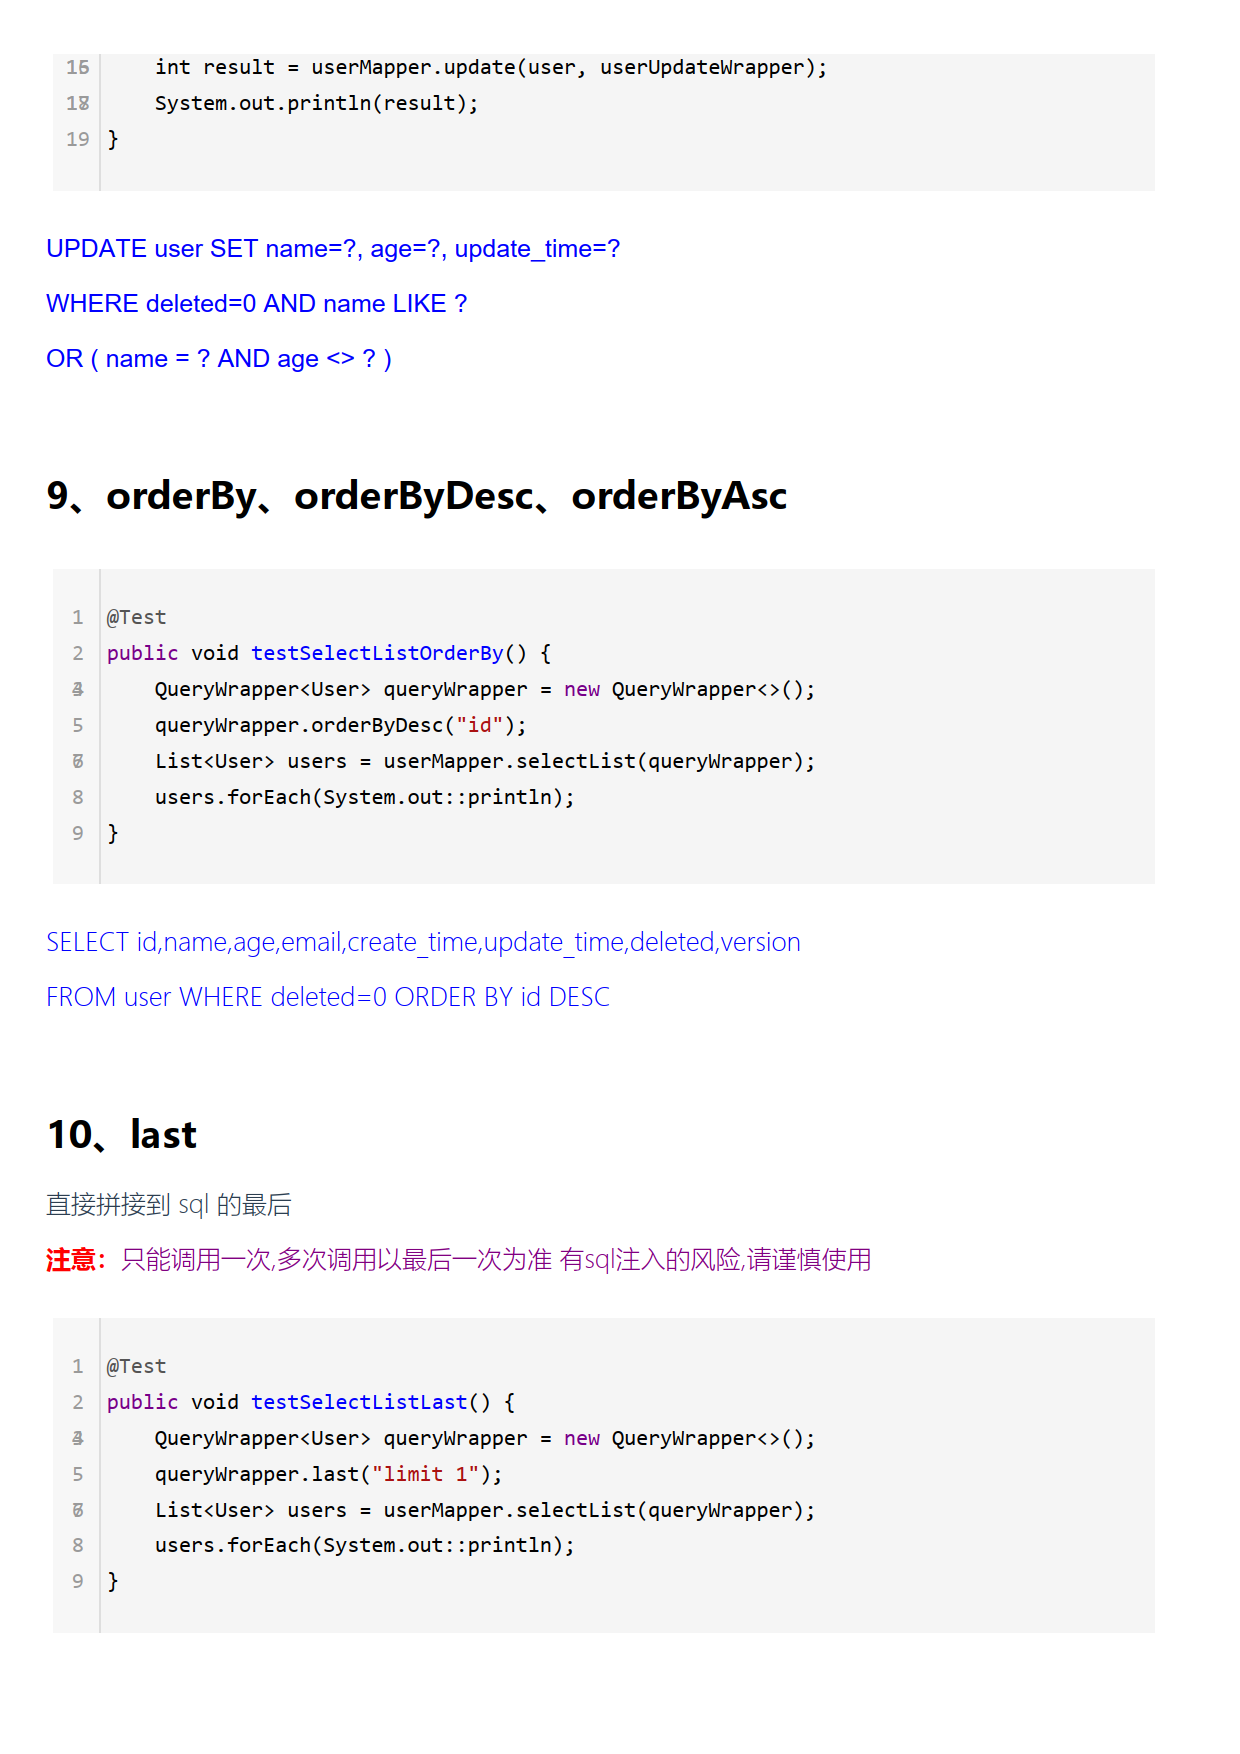 15 16     int result = userMapper.update(user, userUpdateWrapper);
17 18     System.out.println(result);
19 }
UPDATE user SET name=?, age=?, update_time=?
WHERE deleted=0 AND name LIKE ?
OR ( name = ? AND age <> ? )
9、orderBy、orderByDesc、orderByAsc
1 @Test
2 public void testSelectListOrderBy() {
3 4     QueryWrapper<User> queryWrapper = new QueryWrapper<>();
5     queryWrapper.orderByDesc("id");
6 7     List<User> users = userMapper.selectList(queryWrapper);
8     users.forEach(System.out::println);
9 }
SELECT id,name,age,email,create_time,update_time,deleted,version
FROM user WHERE deleted=0 ORDER BY id DESC
10、last
直接拼接到 sql 的最后
注意：只能调用一次,多次调用以最后一次为准 有sql注入的风险,请谨慎使用
1 @Test
2 public void testSelectListLast() {
3 4     QueryWrapper<User> queryWrapper = new QueryWrapper<>();
5     queryWrapper.last("limit 1");
6 7     List<User> users = userMapper.selectList(queryWrapper);
8     users.forEach(System.out::println);
9 }